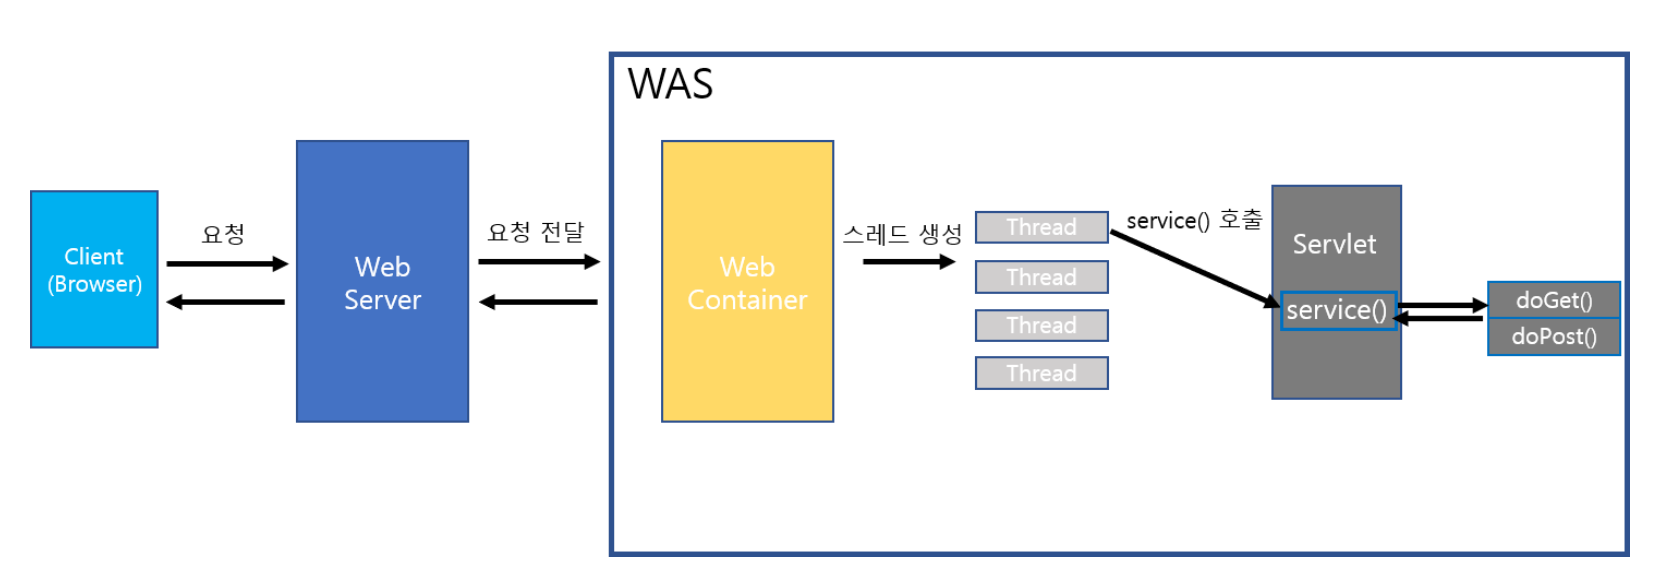 WAS
Client
(Browser)
요청
Web
Server
요청 전달
Web
Container
스레드 생성
Thread
Thread
Thread
Thread
service() 호출
Servlet
service()
doGet()
doPost()